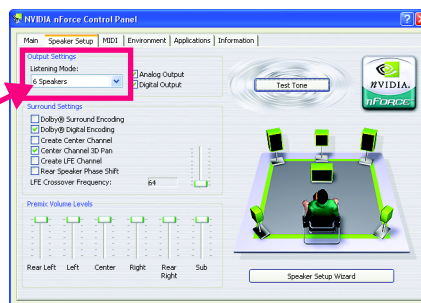 NVIDIA nForce Control Panel
Main Speaker Setup MIDI Environment Applications Information
Output Settings
Listening Mode:
6 Speakers
Analog Output
Digital Output
Test Tone
NVIDIA.
nFORCE
Surround Settings
Dolby® Surround Encoding
Dolby® Digital Encoding
Create Center Channel
Center Channel 3D Pan
Create LFE Channel
Rear Speaker Phase Shift
LFE Crossover Frequency: 64
Premix Volume Levels
Rear Left Left Center Right Rear Right Sub
Speaker Setup Wizard